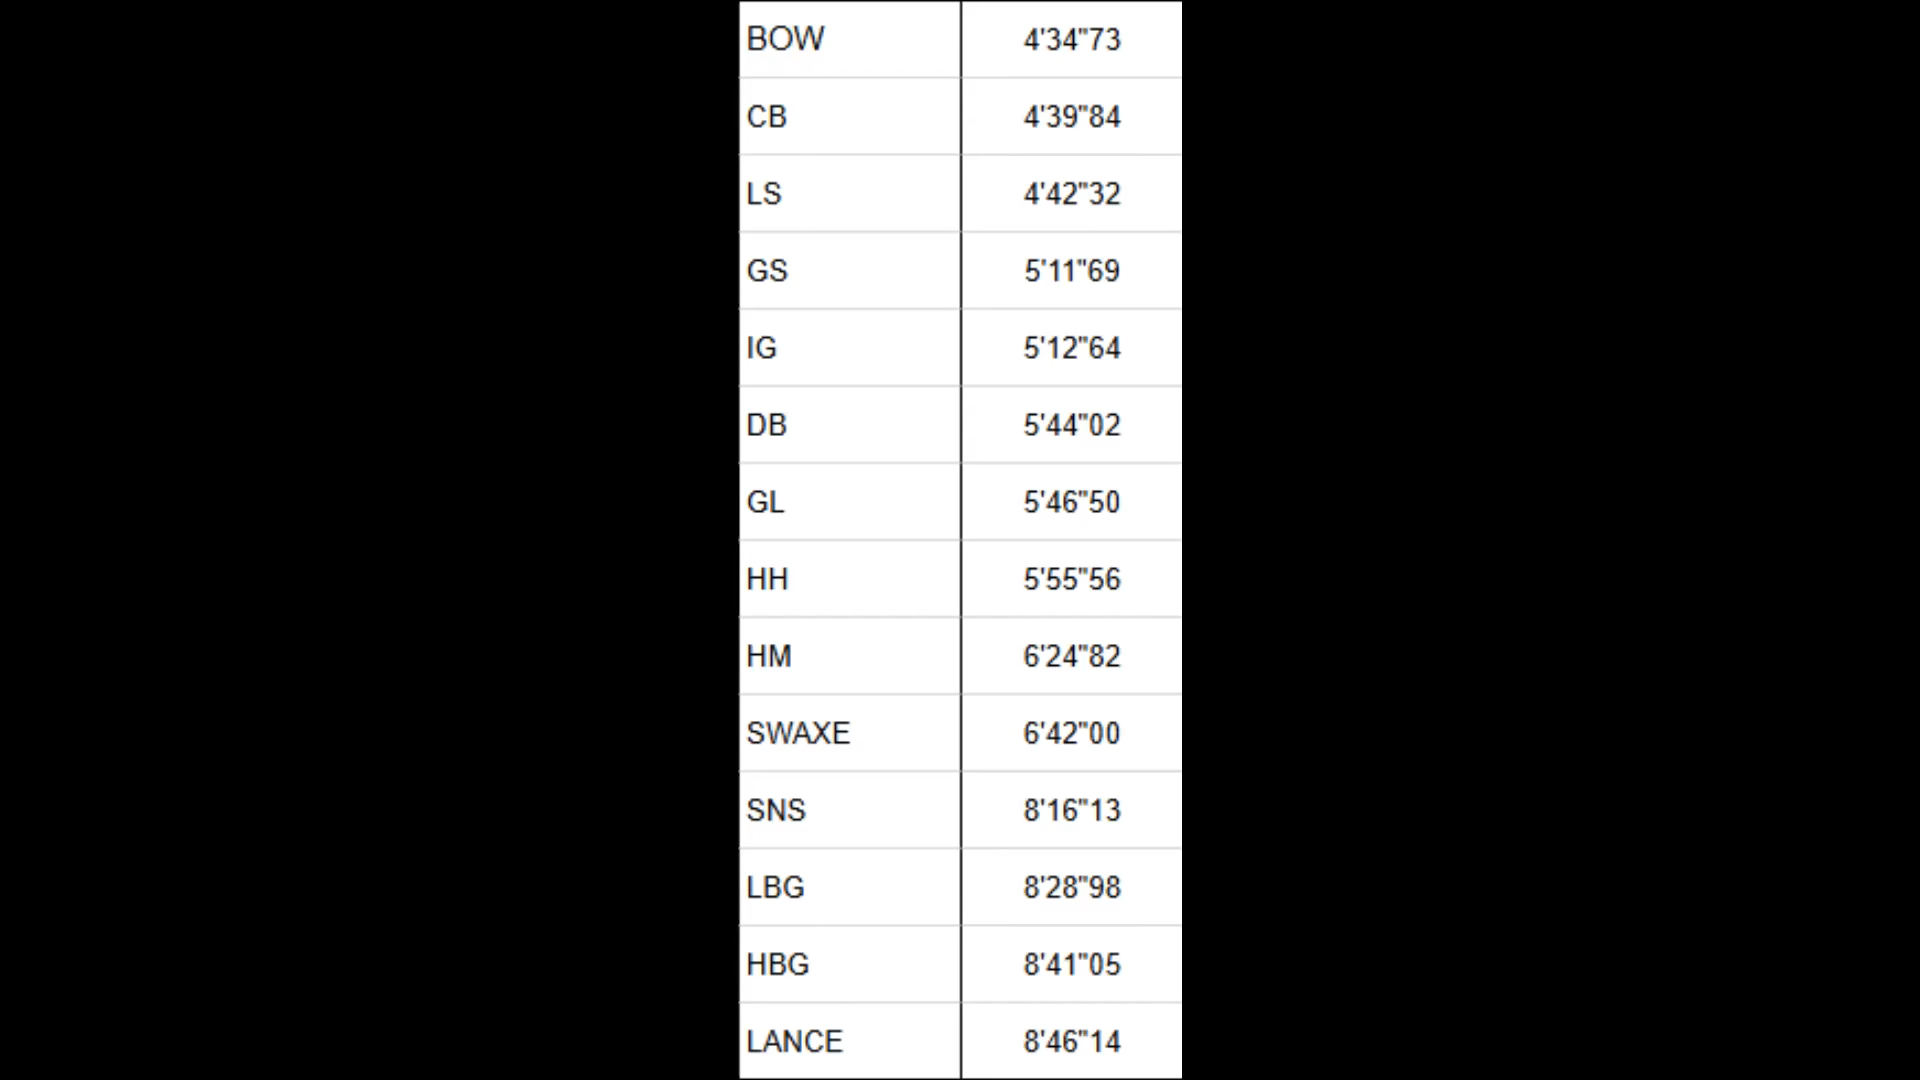 BOW 4'34"73
CB 4'39"84
LS 4'42"32
GS 5'11"69
IG 5'12"64
DB 5'44"02
GL 5'46"50
HH 5'55"56
HM 6'24"82
SWAXE 6'42"00
SNS 8'16"13
LBG 8'28"98
HBG 8'41"05
LANCE 8'46"14